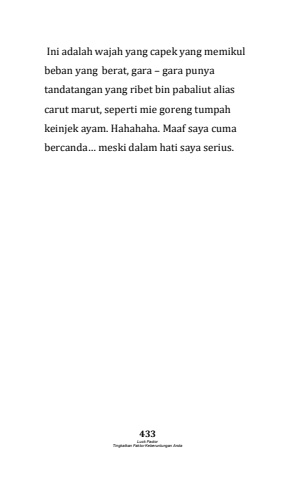 Ini adalah wajah yang capek yang memikul
beban yang berat, gara – gara punya
tandatangan yang ribet bin pabaliut alias
carut marut, seperti mie goreng tumpah
keinjek ayam. Hahahaha. Maaf saya cuma
bercanda… meski dalam hati saya serius.
433
Luck Factor
Tingkatkan Faktor Keberuntungan Anda